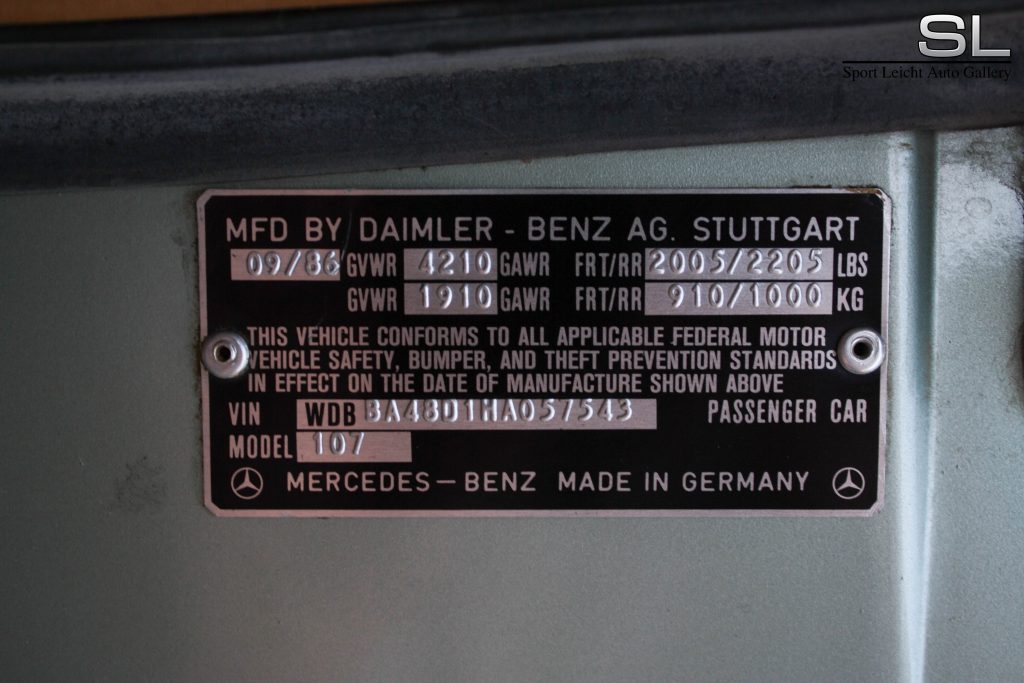 SL
Sport Leicht Auto Gallery
MFD BY DAIMLER - BENZ AG. STUTTGART
09/86 GVWR 4210 GAWR FRT/RR 2005/2205 LBS
GVWR 1910 GAWR FRT/RR 910/1000 KG
THIS VEHICLE CONFORMS TO ALL APPLICABLE FEDERAL MOTOR
VEHICLE SAFETY, BUMPER, AND THEFT PREVENTION STANDARDS
IN EFFECT ON THE DATE OF MANUFACTURE SHOWN ABOVE
VIN WDB BA48D1HA057543 PASSENGER CAR
MODEL 107
MERCEDES – BENZ MADE IN GERMANY